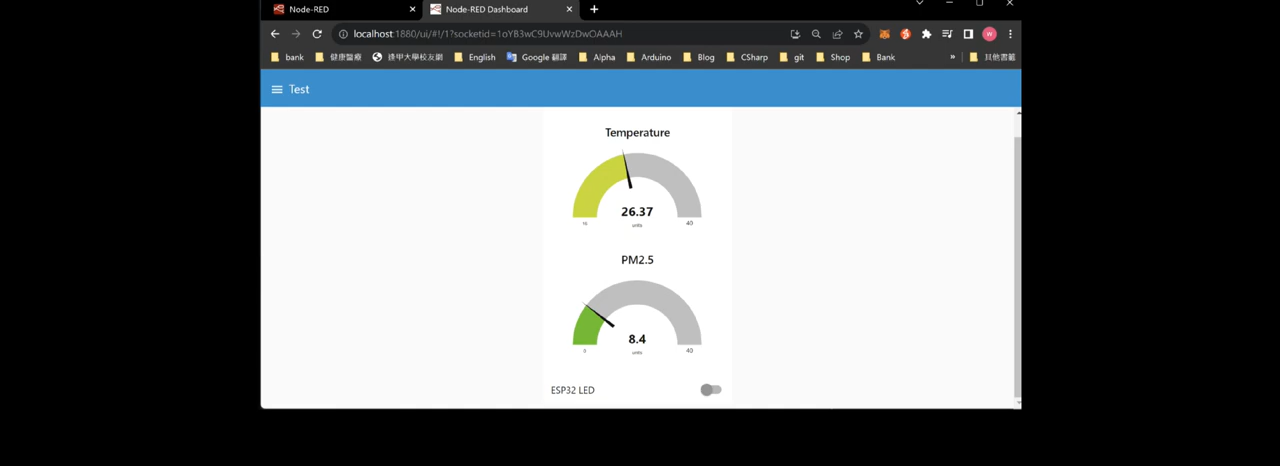 Node-RED
Node-RED Dashboard
localhost:1880/ui/#!/1?socketid=1oYB3wC9UvwWzDwOAAAH
bank 健康醫療 逢甲大學校友網 English Google 翻譯 Alpha Arduino Blog CSharp git Shop Bank » 其他書籤
W
Test
Temperature
26.37
units
40
PM2.5
8.4
units
0 40
ESP32 LED